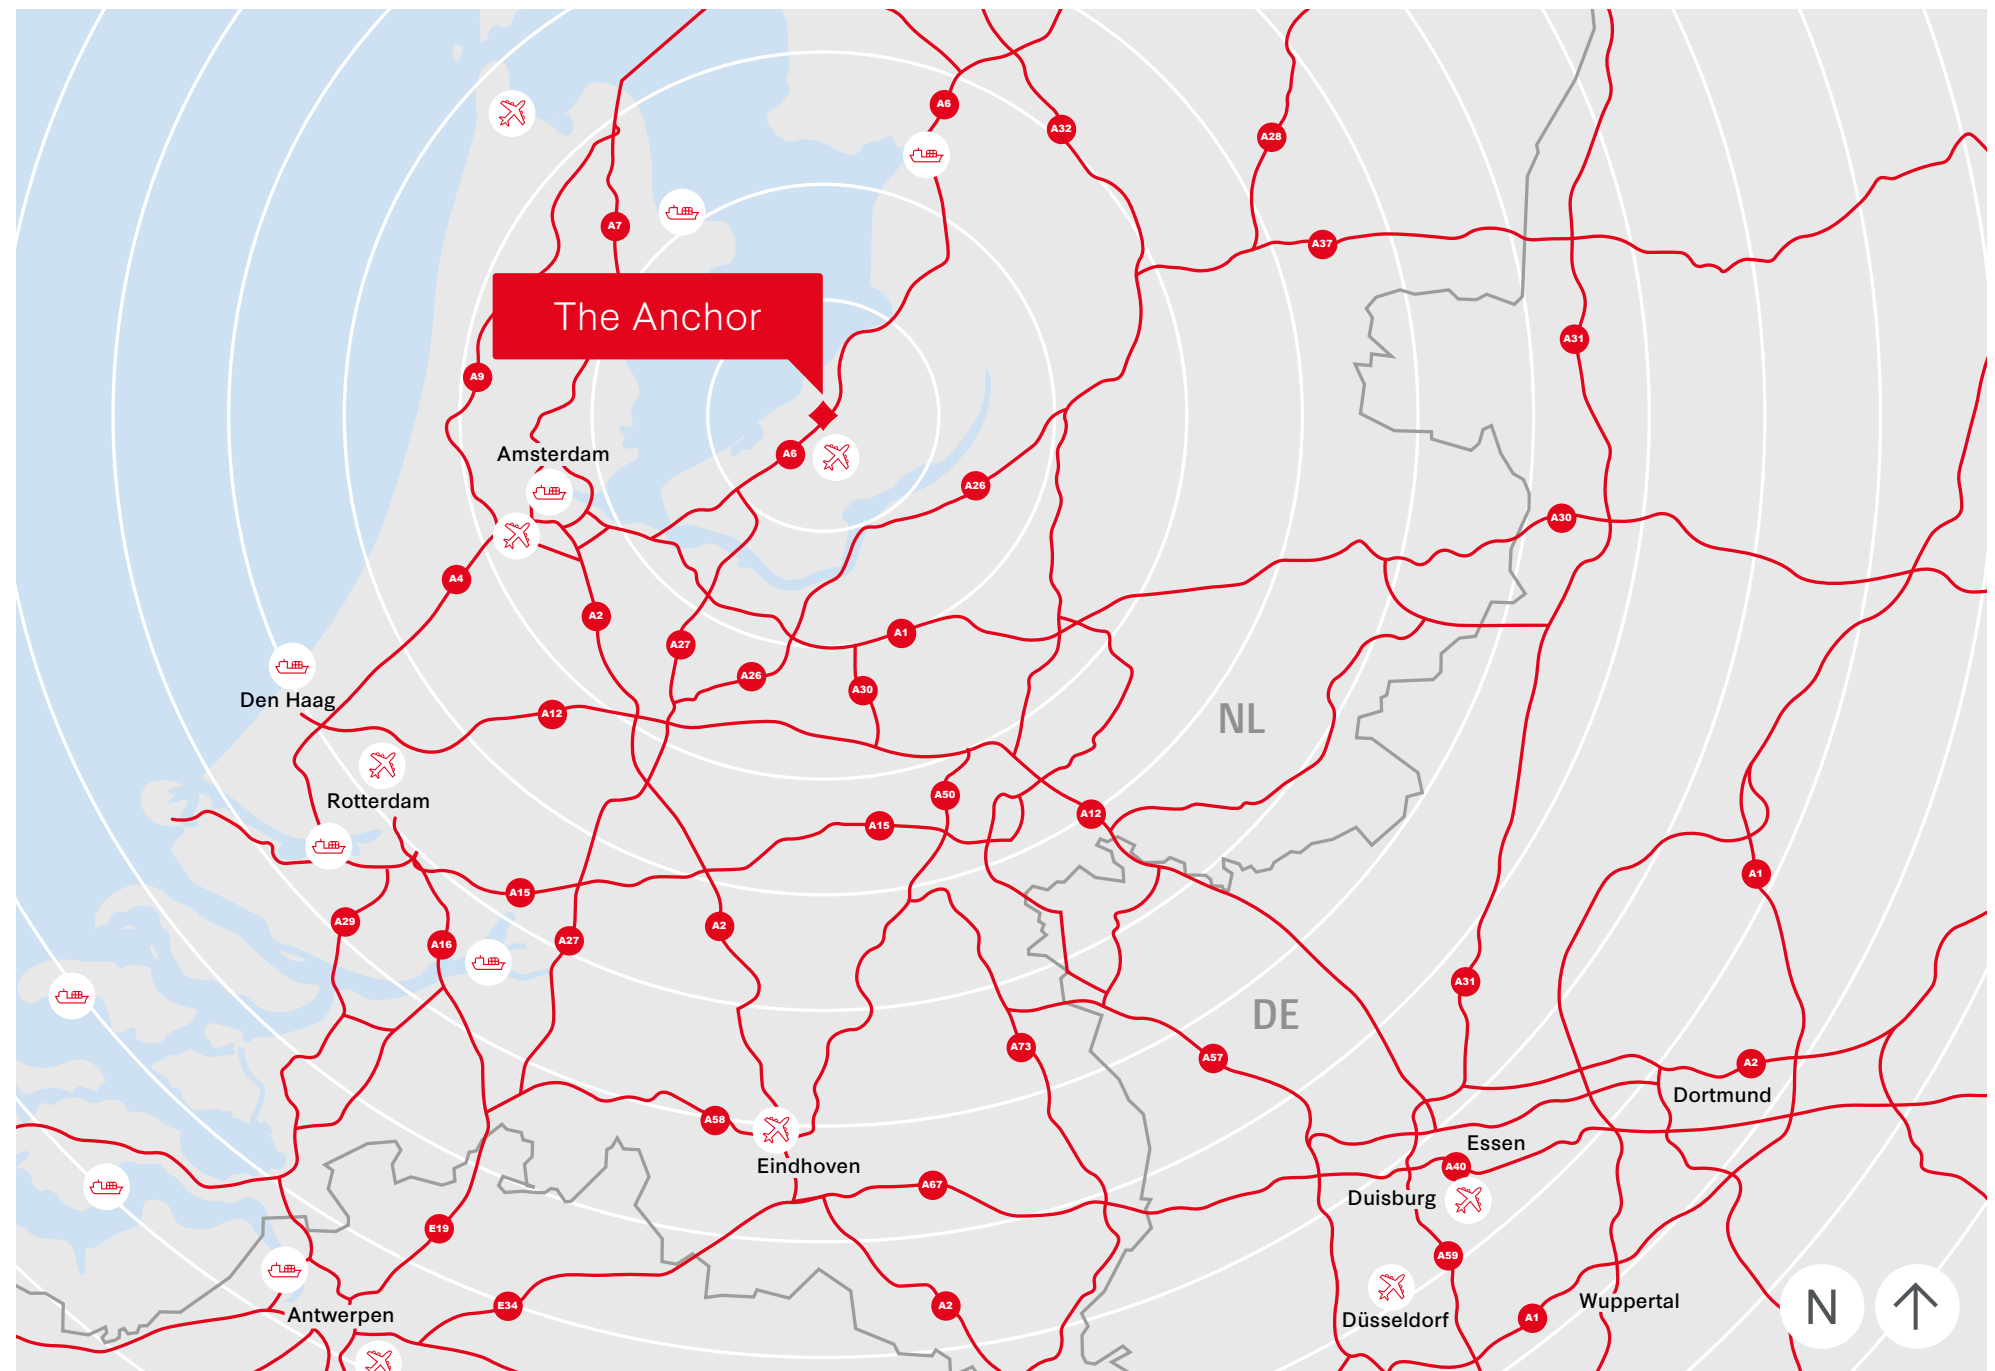 A6
A32
A28
A7
A37
The Anchor
A31
A9
Amsterdam
A6
A26
A30
A4
A2
A1
A27
A26
A30
Den Haag
A12
NL
Rotterdam
A50
A12
A15
A1
A15
A29
A2
A16
A27
A31
DE
A73
A57
A2
Dortmund
A58
Essen
Eindhoven
A40
A67
Duisburg
E19
A59
Wuppertal
N
E34
A2
Antwerpen
Düsseldorf
A1